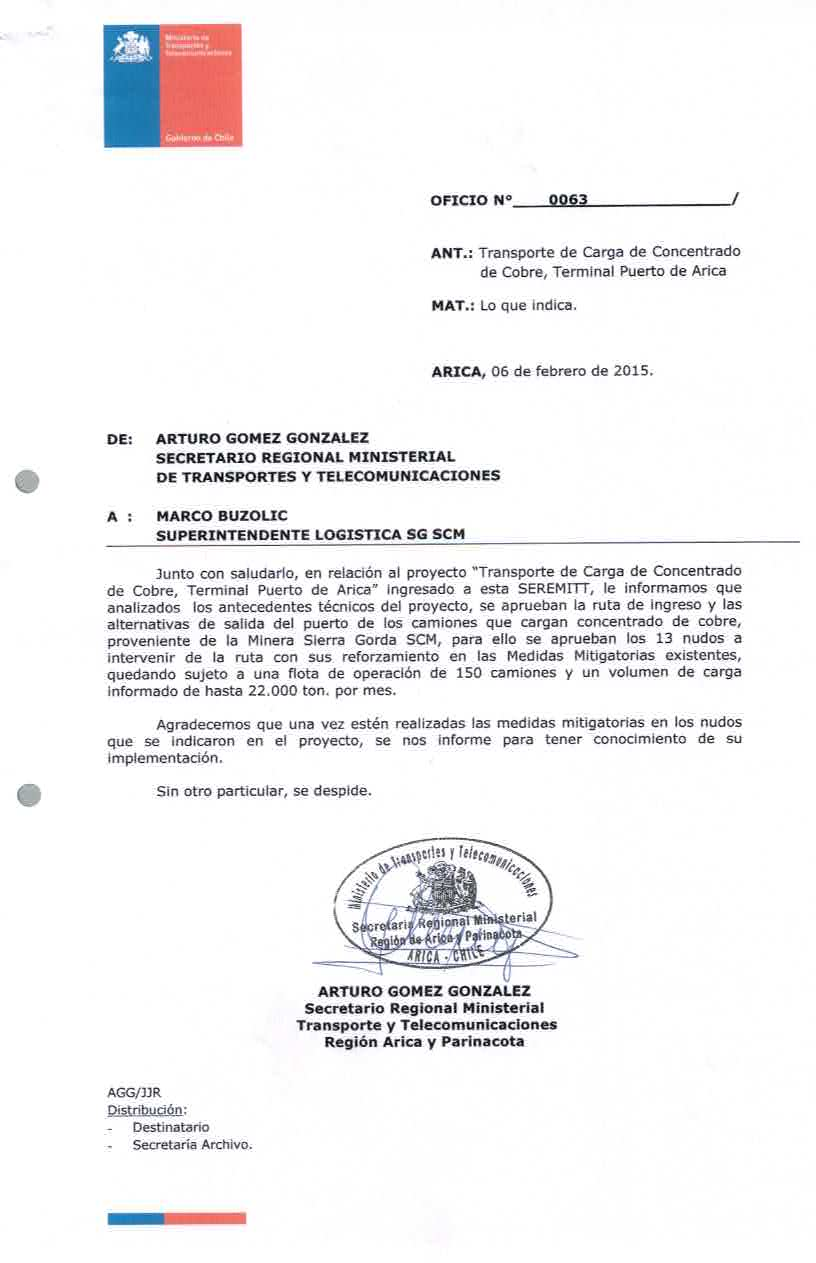 Ministerio de
Transportes y
Telecomunicaciones
Gobierno de Chile
OFICIO N° 0063 /
ANT.: Transporte de Carga de Concentrado
de Cobre, Terminal Puerto de Arica
MAT.: Lo que indica.
ARICA, 06 de febrero de 2015.
DE: ARTURO GOMEZ GONZALEZ
SECRETARIO REGIONAL MINISTERIAL
DE TRANSPORTES Y TELECOMUNICACIONES
A : MARCO BUZOLIC
SUPERINTENDENTE LOGISTICA SG SCM
Junto con saludarlo, en relación al proyecto "Transporte de Carga de Concentrado
de Cobre, Terminal Puerto de Arica" ingresado a esta SEREMITT, le informamos que
analizados los antecedentes técnicos del proyecto, se aprueban la ruta de ingreso y las
alternativas de salida del puerto de los camiones que cargan concentrado de cobre,
proveniente de la Minera Sierra Gorda SCM, para ello se aprueban los 13 nudos a
intervenir de la ruta con sus reforzamiento en las Medidas Mitigatorias existentes,
quedando sujeto a una flota de operación de 150 camiones y un volumen de carga
informado de hasta 22.000 ton. por mes.
Agradecemos que una vez estén realizadas las medidas mitigatorias en los nudos
que se indicaron en el proyecto, se nos informe para tener conocimiento de su
implementación.
Sin otro particular, se despide.
Ministerio de Transportes y Telecomunicaciones
Secretaria Regional Ministerial
Región de Arica y Parinacota
ARICA - CHILE
ARTURO GOMEZ GONZALEZ
Secretario Regional Ministerial
Transporte y Telecomunicaciones
Región Arica y Parinacota
AGG/JJR
Distribución:
- Destinatario
- Secretaría Archivo.